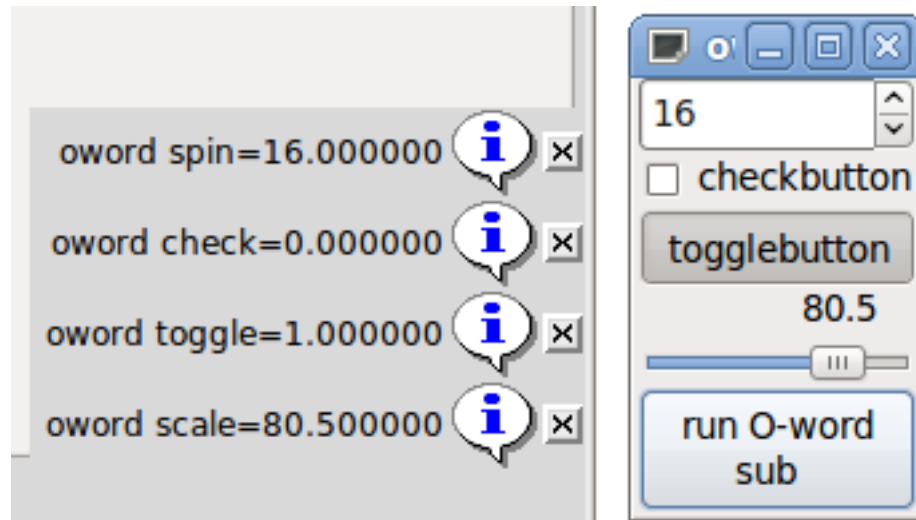 oword spin=16.000000
oword check=0.000000
oword toggle=1.000000
oword scale=80.500000
16
checkbutton
togglebutton
80.5
run O-word
sub